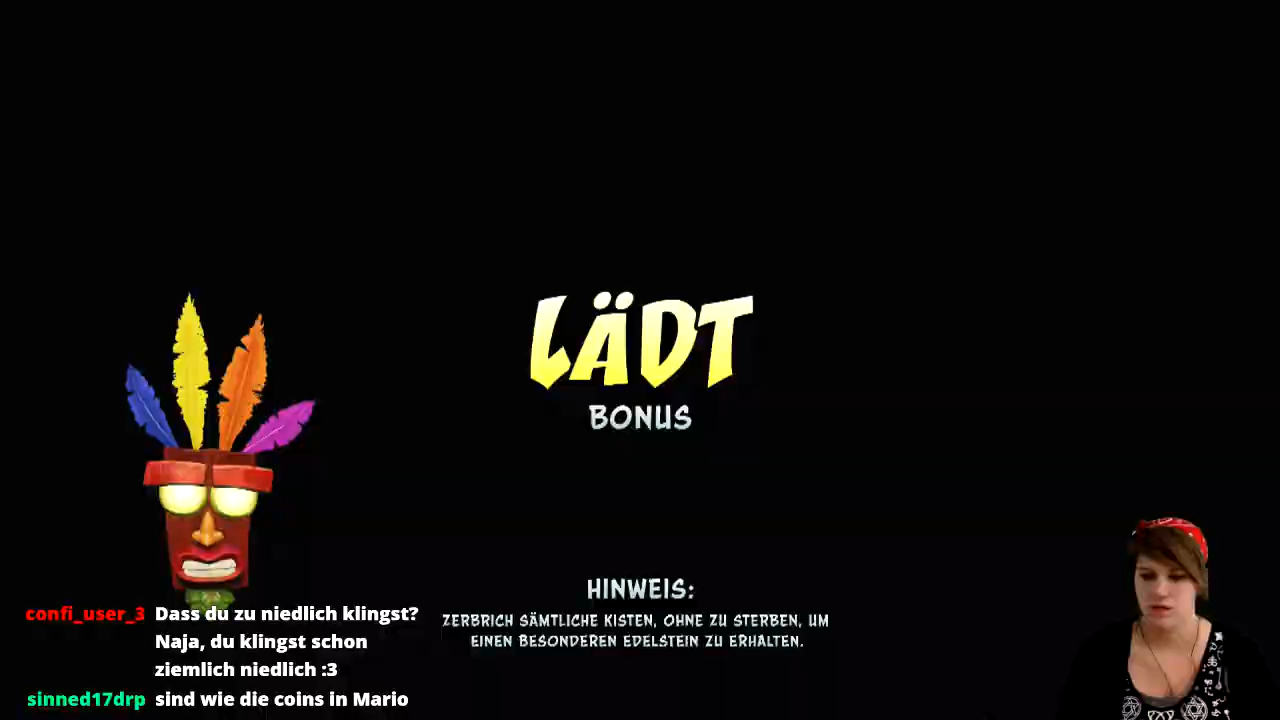 LÄDT
BONUS
HINWEIS:
ZERBRICH SÄMTLICHE KISTEN, OHNE ZU STERBEN, UM
EINEN BESONDEREN EDELSTEIN ZU ERHALTEN.
confi_user_3 Dass du zu niedlich klingst?
Naja, du klingst schon
ziemlich niedlich :3
sinned17drp sind wie die coins in Mario